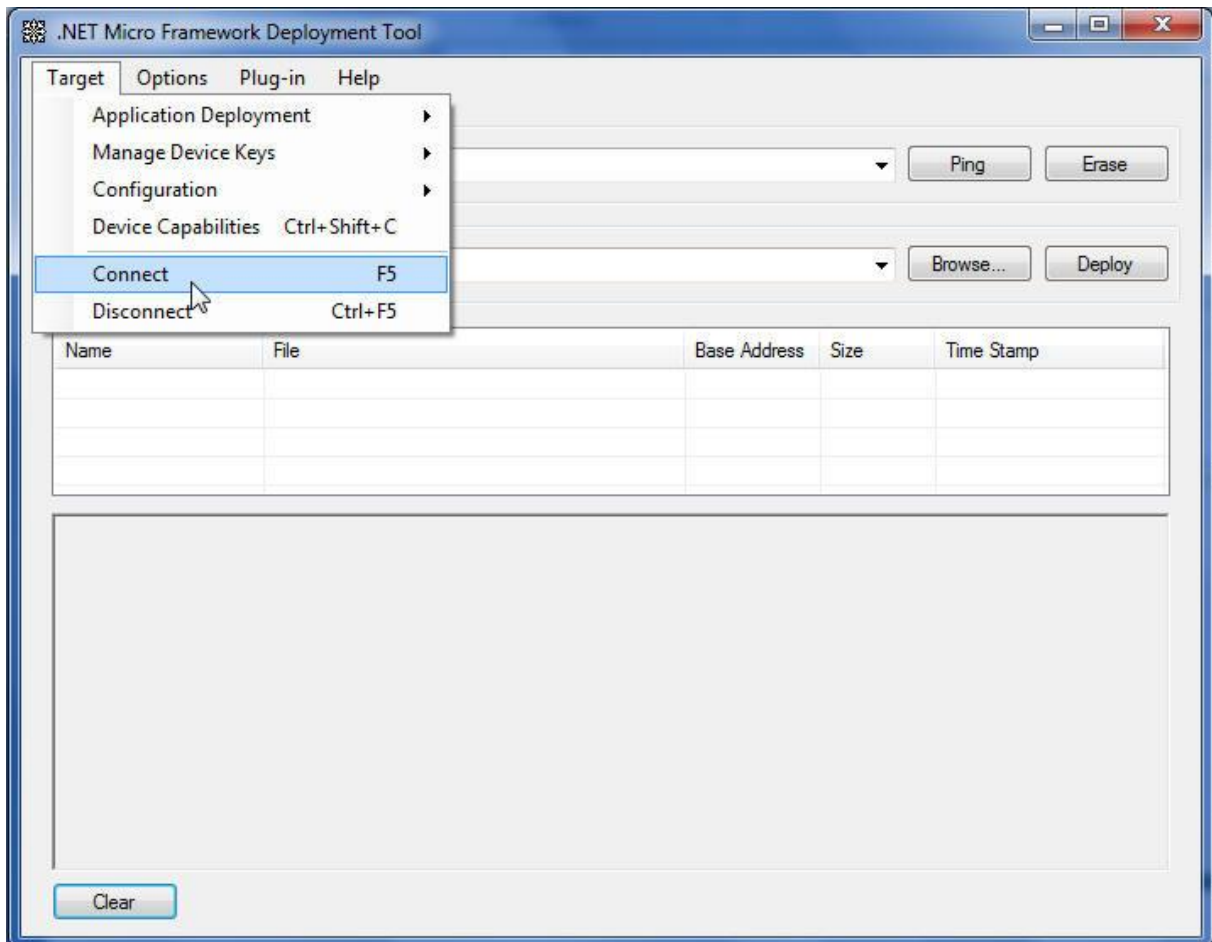 .NET Micro Framework Deployment Tool
Target Options Plug-in Help
Application Deployment
Manage Device Keys
Configuration
Device Capabilities Ctrl+Shift+C
Connect F5
Disconnect Ctrl+F5
Ping Erase
Browse... Deploy
Name File Base Address Size Time Stamp
Clear